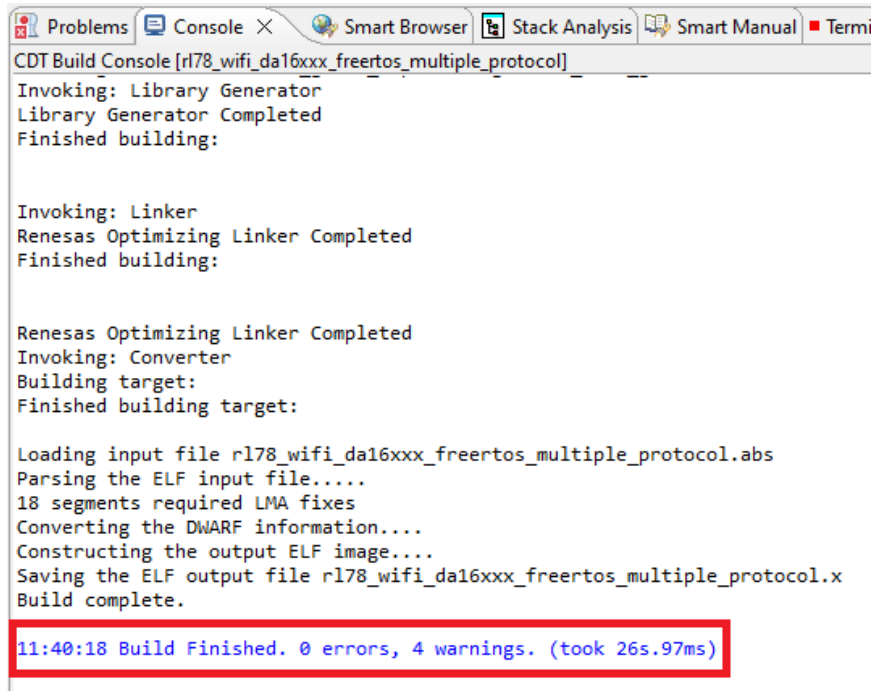 Problems Console Smart Browser Stack Analysis Smart Manual Termi
CDT Build Console [rl78_wifi_da16xxx_freertos_multiple_protocol]
Invoking: Library Generator
Library Generator Completed
Finished building:
Invoking: Linker
Renesas Optimizing Linker Completed
Finished building:
Renesas Optimizing Linker Completed
Invoking: Converter
Building target:
Finished building target:
Loading input file rl78_wifi_da16xxx_freertos_multiple_protocol.abs
Parsing the ELF input file.....
18 segments required LMA fixes
Converting the DWARF information....
Constructing the output ELF image....
Saving the ELF output file rl78_wifi_da16xxx_freertos_multiple_protocol.x
Build complete.
11:40:18 Build Finished. 0 errors, 4 warnings. (took 26s.97ms)